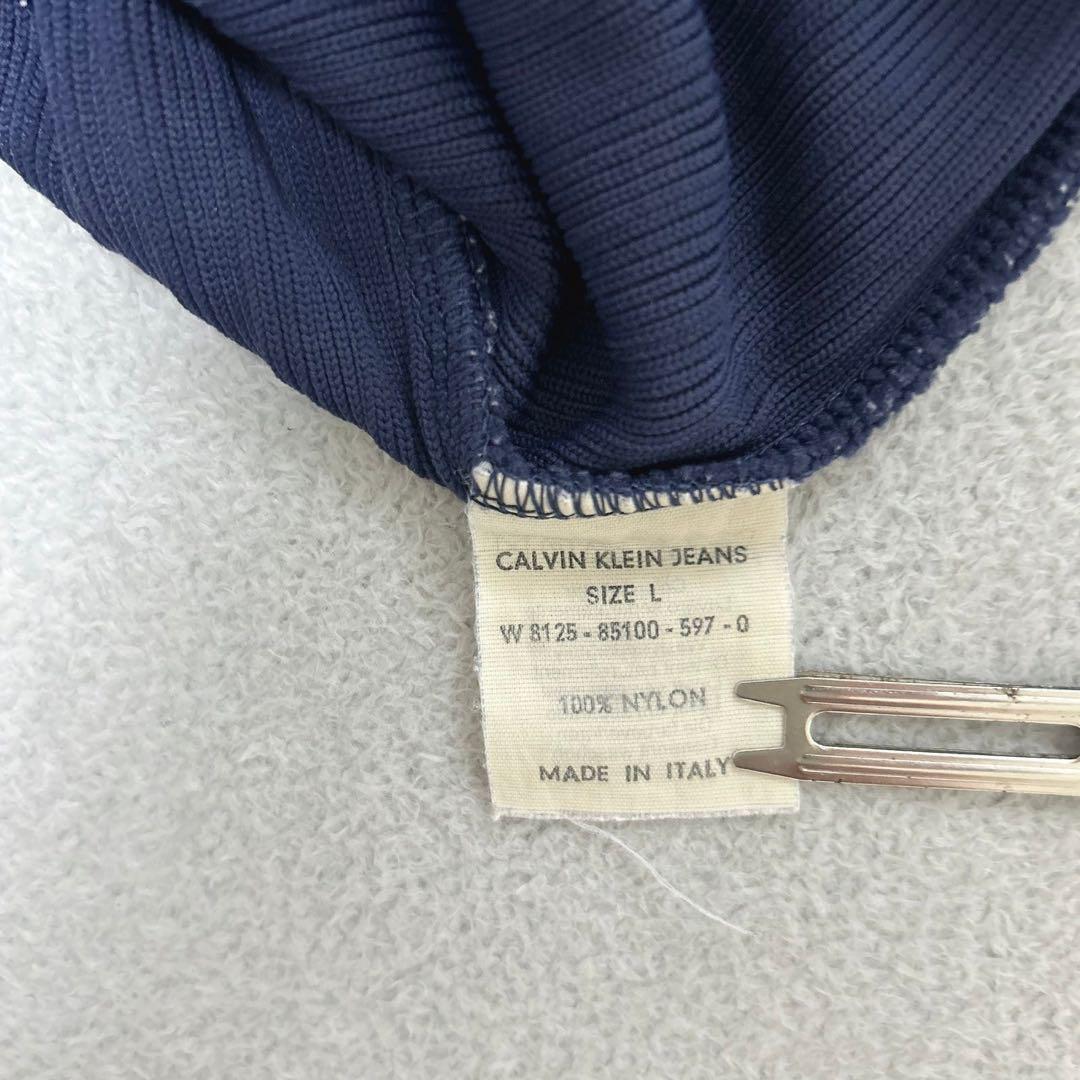 CALVIN KLEIN JEANS
SIZE L
W 8125 - 85100 - 597 - 0
100% NYLON
MADE IN ITALY